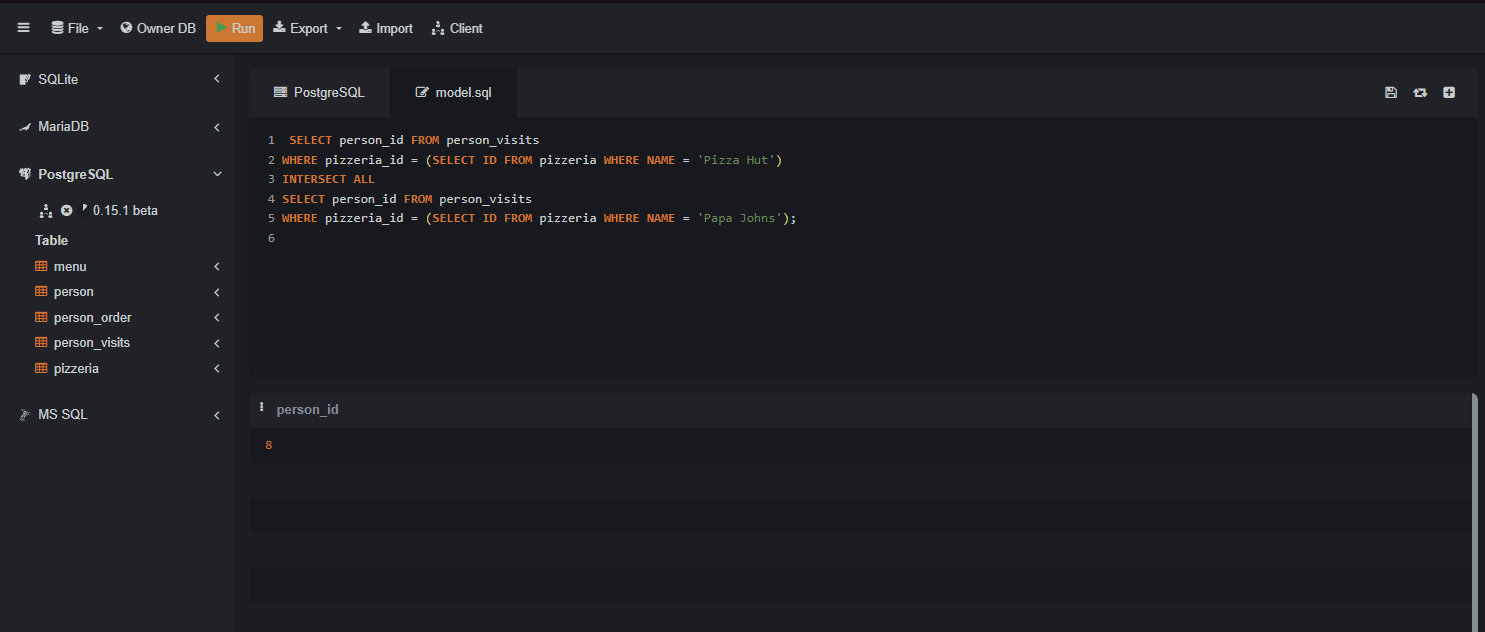 File Owner DB Run Export Import Client
SQLite
MariaDB
PostgreSQL
0.15.1 beta
Table
menu
person
person_order
person_visits
pizzeria
MS SQL
PostgreSQL model.sql
1 SELECT person_id FROM person_visits
2 WHERE pizzeria_id = (SELECT ID FROM pizzeria WHERE NAME = 'Pizza Hut')
3 INTERSECT ALL
4 SELECT person_id FROM person_visits
5 WHERE pizzeria_id = (SELECT ID FROM pizzeria WHERE NAME = 'Papa Johns');
6
person_id
8